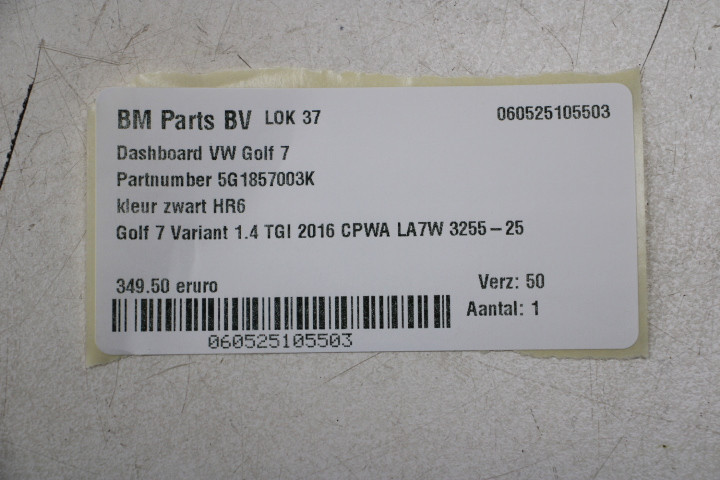 BM Parts BV LOK 37 060525105503
Dashboard VW Golf 7
Partnumber 5G1857003K
kleur zwart HR6
Golf 7 Variant 1.4 TGI 2016 CPWA LA7W 3255-25
349.50 eruro Verz: 50
Aantal: 1
060525105503